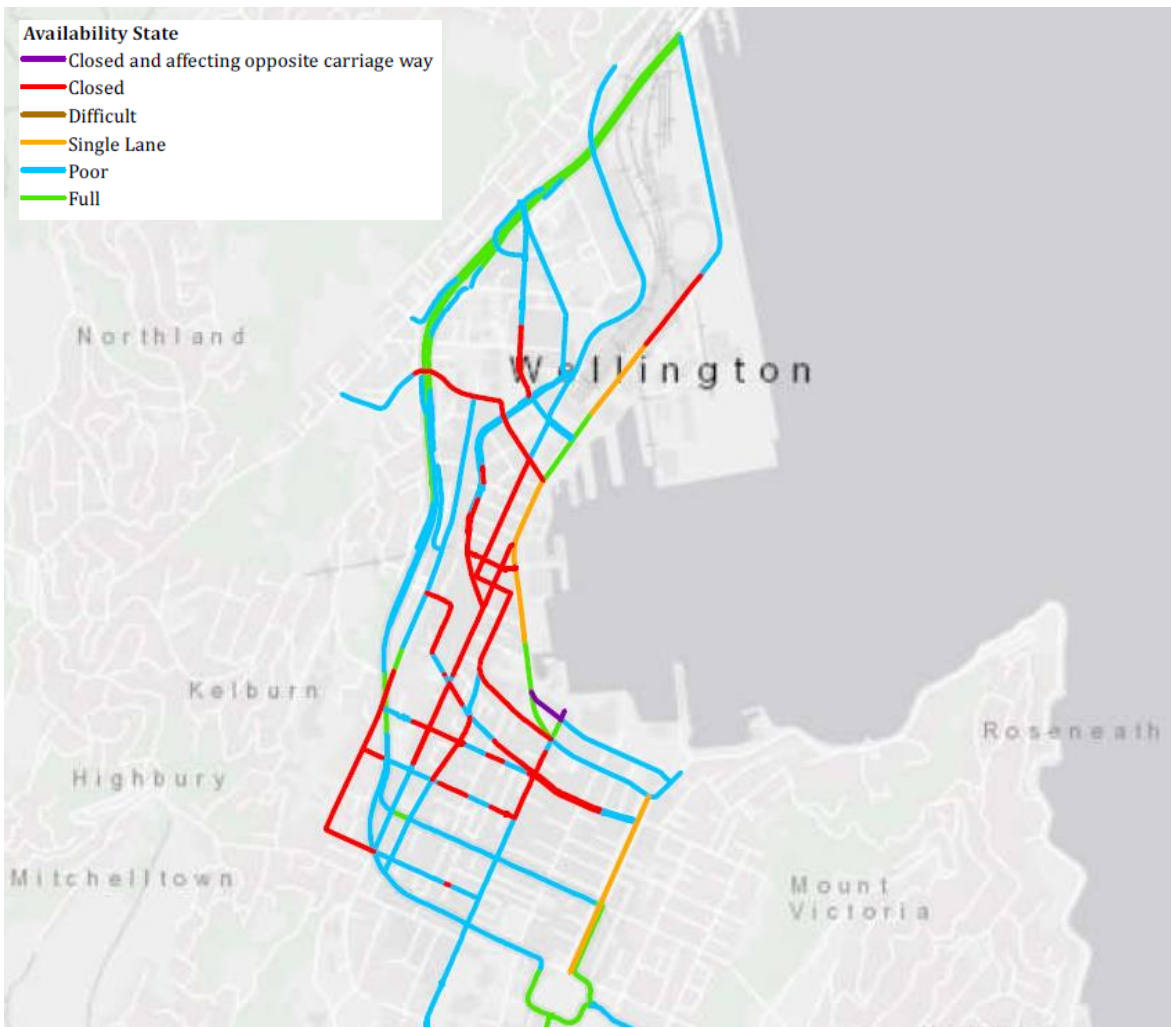 Availability State
Closed and affecting opposite carriage way
Closed
Difficult
Single Lane
Poor
Full
Northland
Wellington
Kelburn
Roseneath
Highbury
Mitchelltown
Mount
Victoria